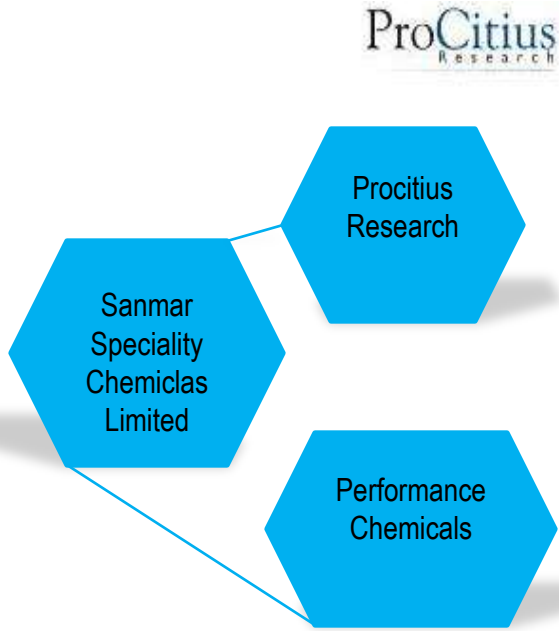 ProCitius
Research
Procitius
Research
Sanmar
Speciality
Chemiclas
Limited
Performance
Chemicals